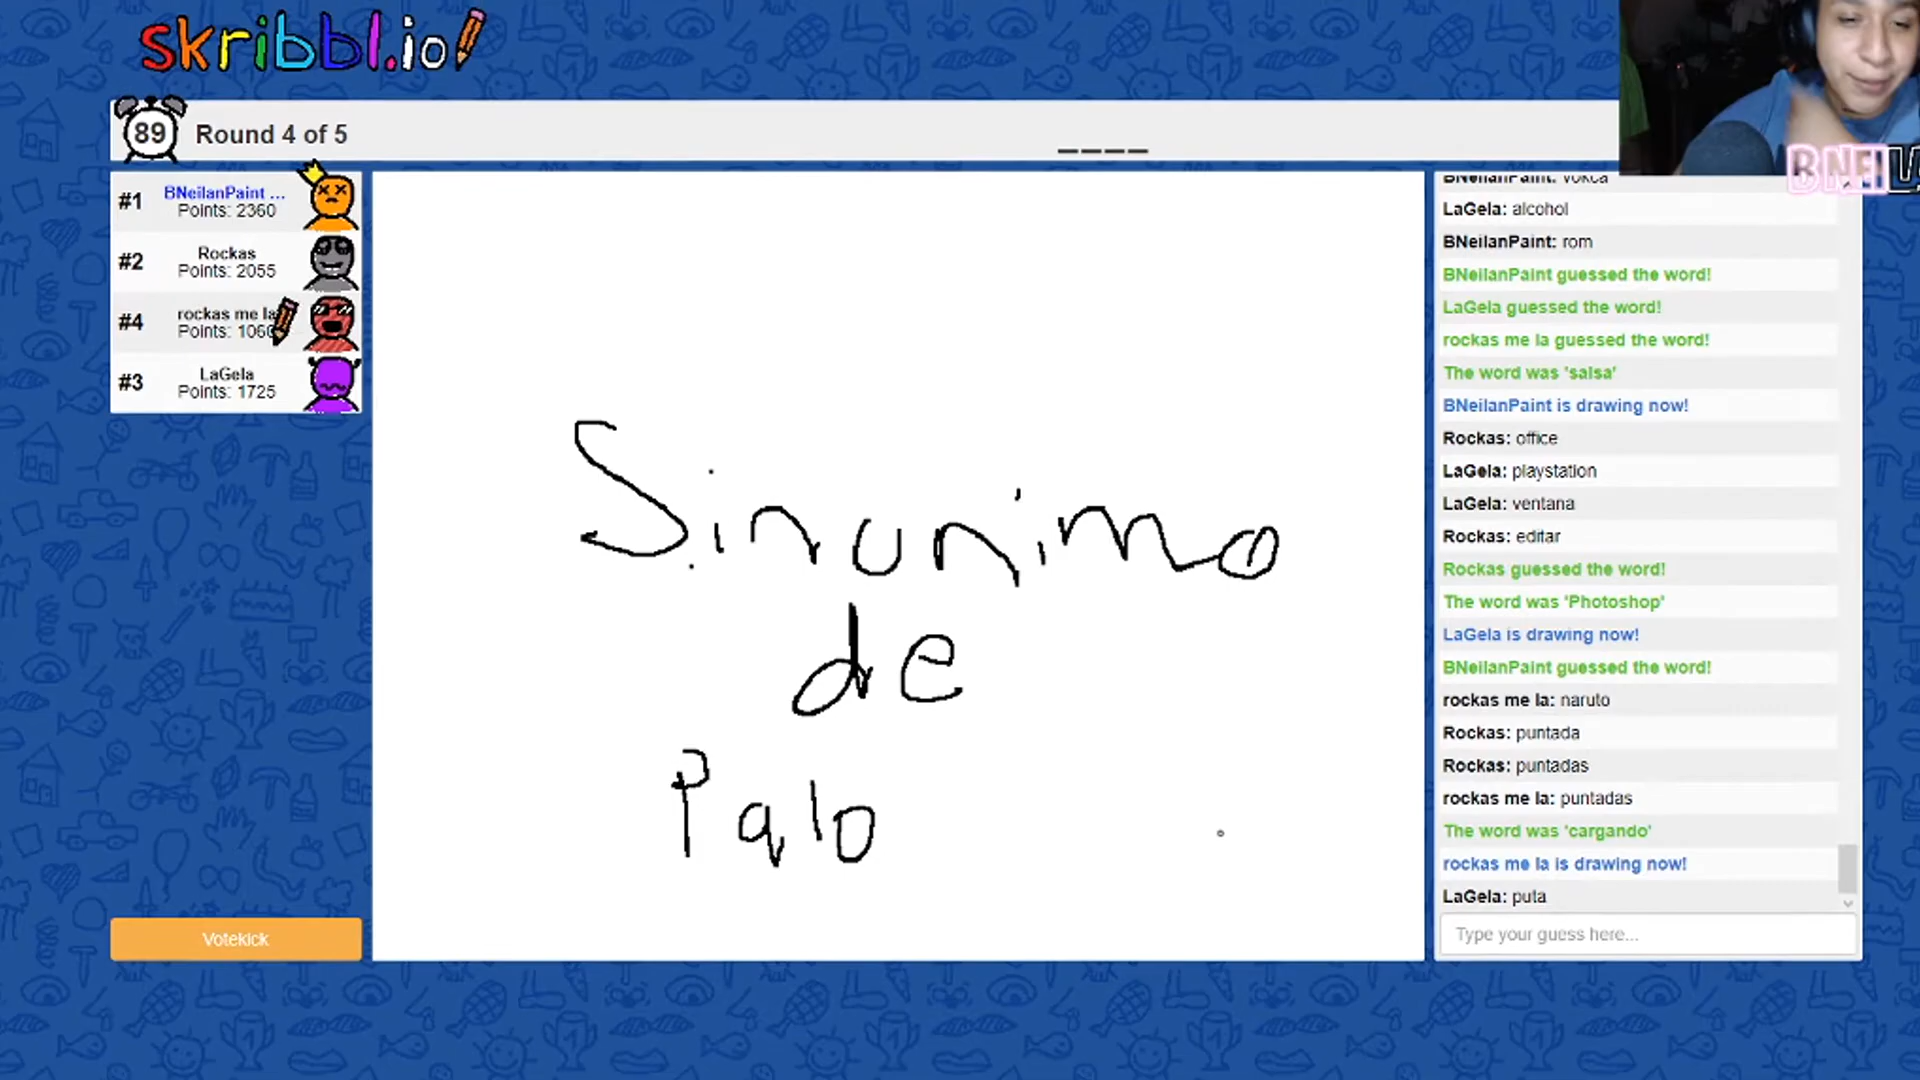 skribbl.io
89 Round 4 of 5
____
#1 BNeilanPaint ...
Points: 2360
#2 Rockas
Points: 2055
#4 rockas me la
Points: 1060
#3 LaGela
Points: 1725
Votekick
Sinunimo
de
Palo
BNeilanPaint: vokca
LaGela: alcohol
BNeilanPaint: rom
BNeilanPaint guessed the word!
LaGela guessed the word!
rockas me la guessed the word!
The word was 'salsa'
BNeilanPaint is drawing now!
Rockas: office
LaGela: playstation
LaGela: ventana
Rockas: editar
Rockas guessed the word!
The word was 'Photoshop'
LaGela is drawing now!
BNeilanPaint guessed the word!
rockas me la: naruto
Rockas: puntada
Rockas: puntadas
rockas me la: puntadas
The word was 'cargando'
rockas me la is drawing now!
LaGela: puta
Type your guess here...